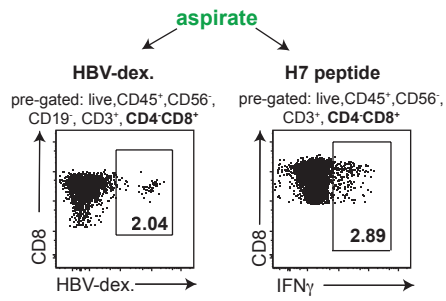 aspirate
HBV-dex.
pre-gated: live,CD45⁺,CD56⁻,
CD19⁻, CD3⁺, CD4⁻CD8⁺
CD8
2.04
HBV-dex.
H7 peptide
pre-gated: live,CD45⁺,CD56⁻,
CD3⁺, CD4⁻CD8⁺
CD8
2.89
IFNγ